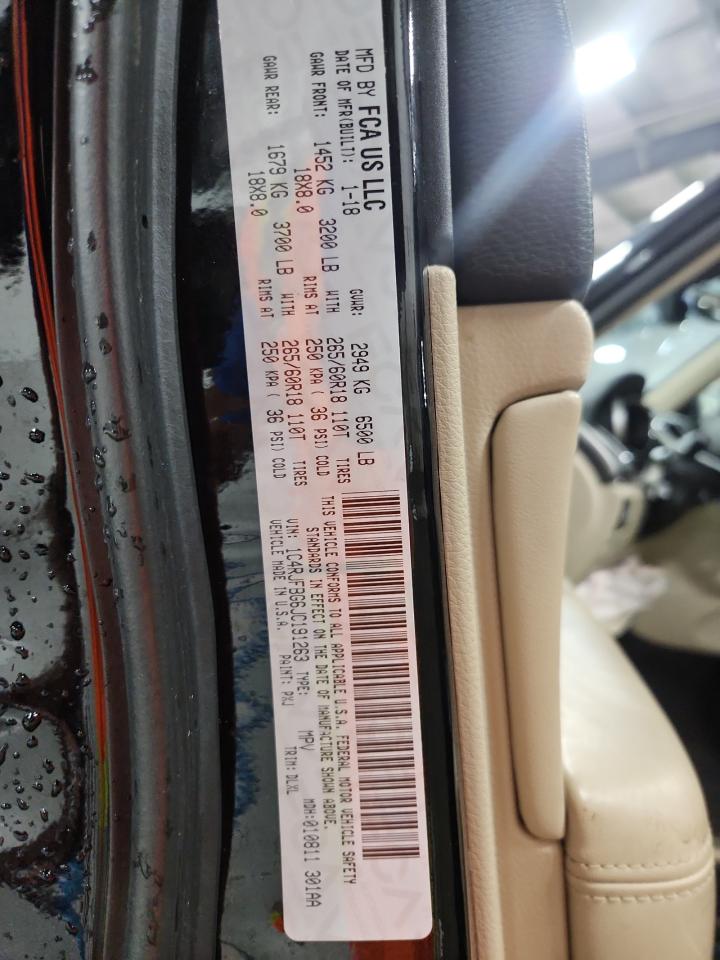 MFD BY FCA US LLC
DATE OF MFR(BUILT): 1-18 GVWR: 2949 KG 6500 LB
GAWR FRONT: 1452 KG 3200 LB WITH 265/60R18 110T TIRES
18X8.0 RIMS AT 250 KPA ( 36 PSI) COLD
GAWR REAR: 1679 KG 3700 LB WITH 265/60R18 110T TIRES
18X8.0 RIMS AT 250 KPA ( 36 PSI) COLD
THIS VEHICLE CONFORMS TO ALL APPLICABLE U.S.A. FEDERAL MOTOR VEHICLE SAFETY
STANDARDS IN EFFECT ON THE DATE OF MANUFACTURE SHOWN ABOVE.
VIN: 1C4RJFBG6JC191263 TYPE: MPV MDH:010811 301AA
VEHICLE MADE IN U.S.A. PAINT: PXJ TRIM: DLXL